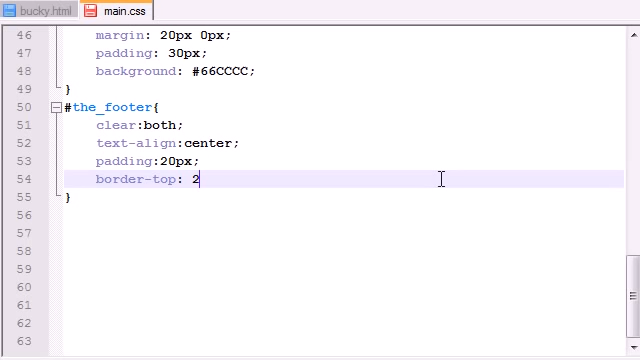 bucky.html main.css
46 margin: 20px 0px;
47 padding: 30px;
48 background: #66CCCC;
49 }
50 #the_footer{
51 clear:both;
52 text-align:center;
53 padding:20px;
54 border-top: 2
55 }
56
57
58
59
60
61
62
63